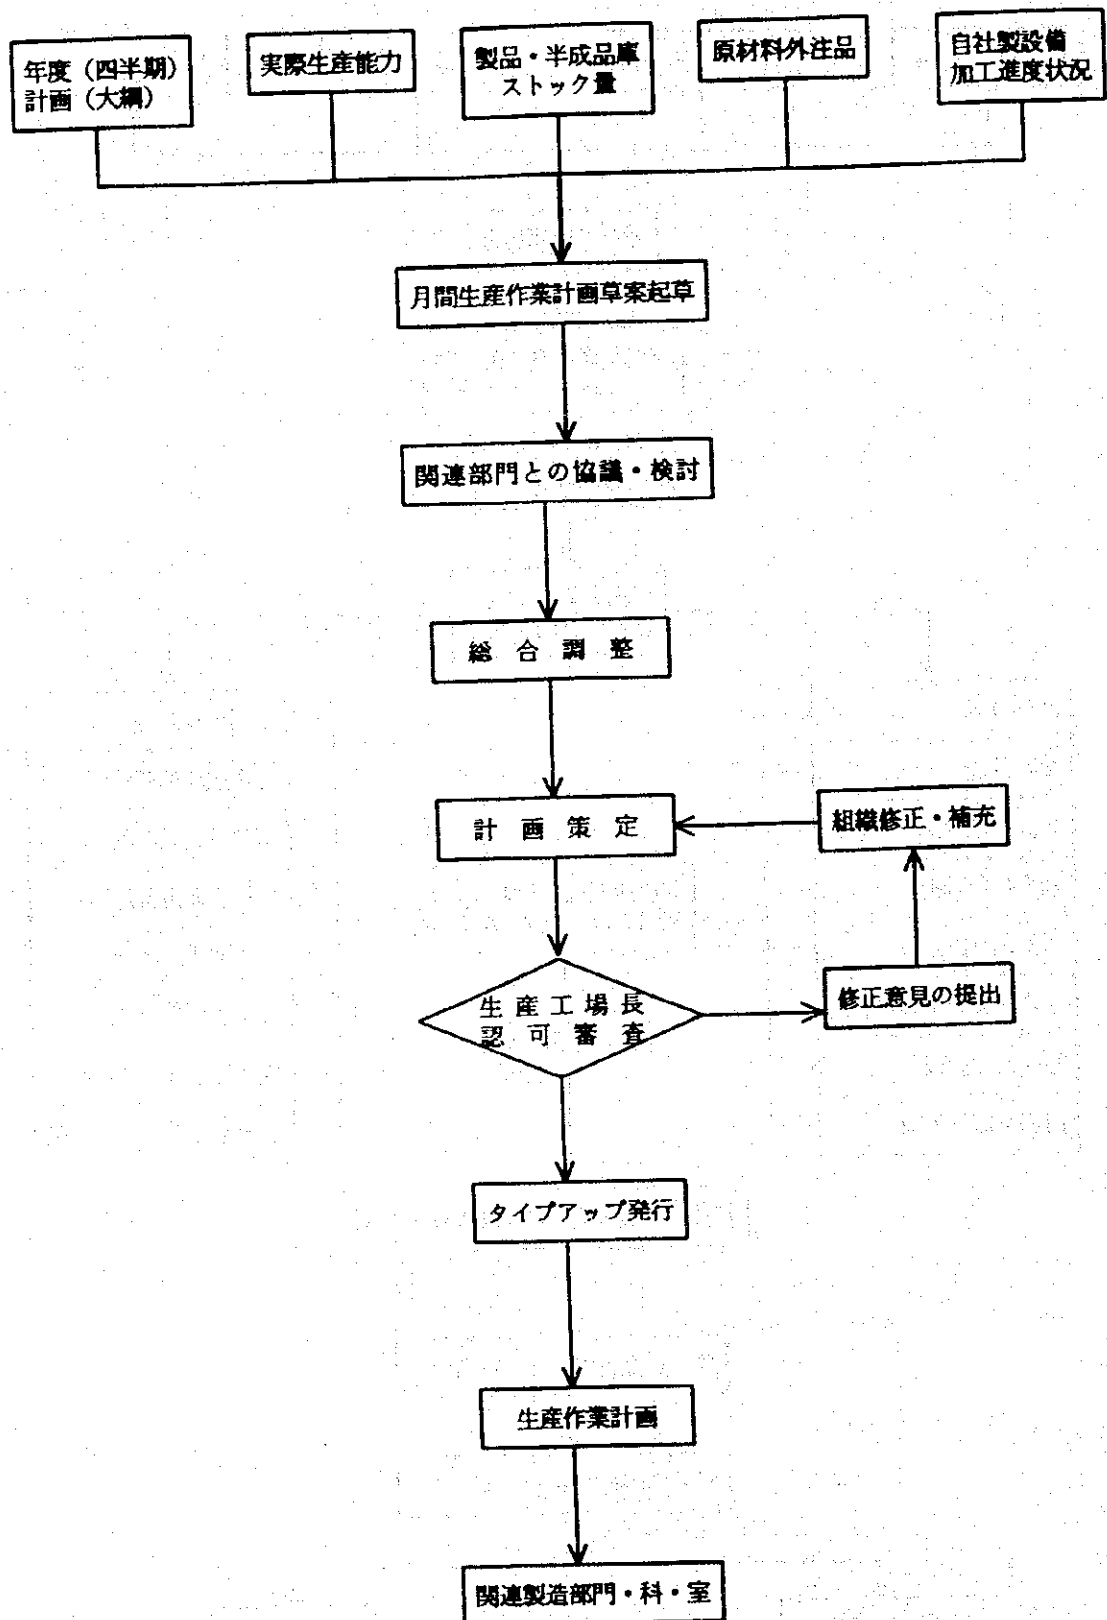 年度(四半期)
計画(大綱)
実際生産能力
製品・半成品庫
ストック量
原材料外注品
自社製設備
加工進度状況
月間生産作業計画草案起草
関連部門との協議・検討
総合調整
計画策定
組織修正・補充
生産工場長
認可審査
修正意見の提出
タイプアップ発行
生産作業計画
関連製造部門・科・室